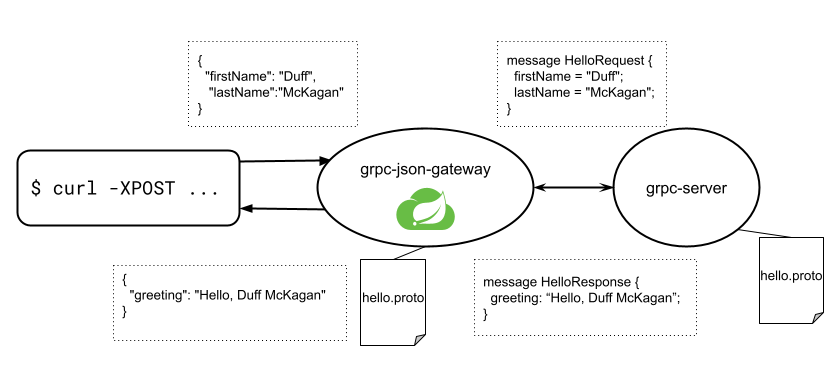 {
"firstName": "Duff",
"lastName":"McKagan"
}
message HelloRequest {
firstName = "Duff";
lastName = "McKagan";
}
$ curl -XPOST ...
grpc-json-gateway
grpc-server
{
"greeting": "Hello, Duff McKagan"
}
hello.proto
message HelloResponse {
greeting: “Hello, Duff McKagan”;
}
hello.proto